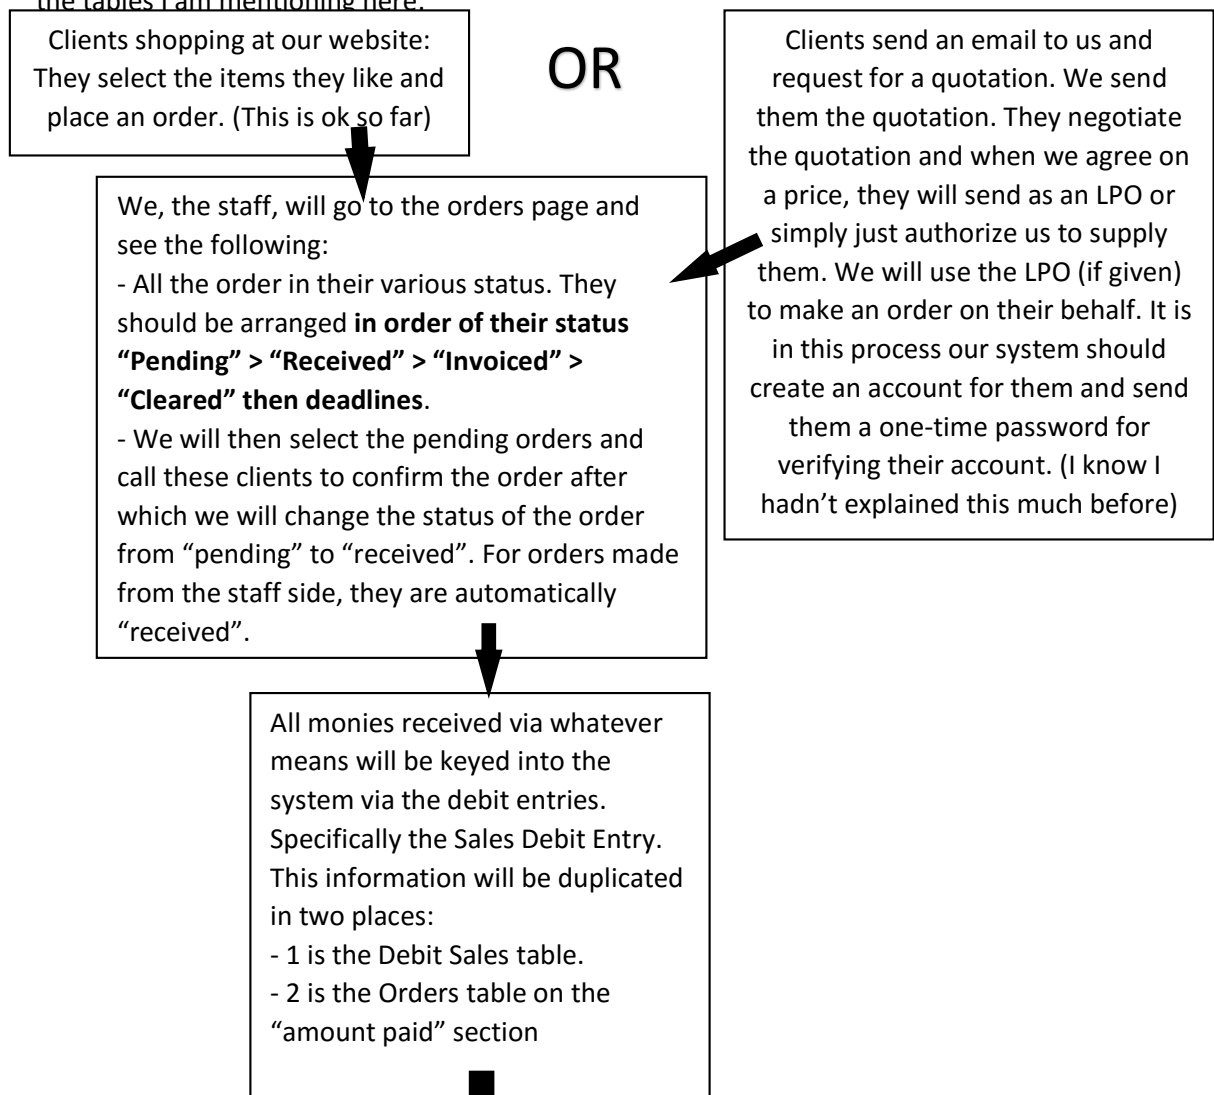 the tables I am mentioning here.
Clients shopping at our website:
They select the items they like and
place an order. (This is ok so far)
OR
Clients send an email to us and
request for a quotation. We send
them the quotation. They negotiate
the quotation and when we agree on
a price, they will send as an LPO or
simply just authorize us to supply
them. We will use the LPO (if given)
to make an order on their behalf. It is
in this process our system should
create an account for them and send
them a one-time password for
verifying their account. (I know I
hadn’t explained this much before)
We, the staff, will go to the orders page and
see the following:
- All the order in their various status. They
should be arranged in order of their status
“Pending” > “Received” > “Invoiced” >
“Cleared” then deadlines.
- We will then select the pending orders and
call these clients to confirm the order after
which we will change the status of the order
from “pending” to “received”. For orders made
from the staff side, they are automatically
“received”.
All monies received via whatever
means will be keyed into the
system via the debit entries.
Specifically the Sales Debit Entry.
This information will be duplicated
in two places:
- 1 is the Debit Sales table.
- 2 is the Orders table on the
“amount paid” section